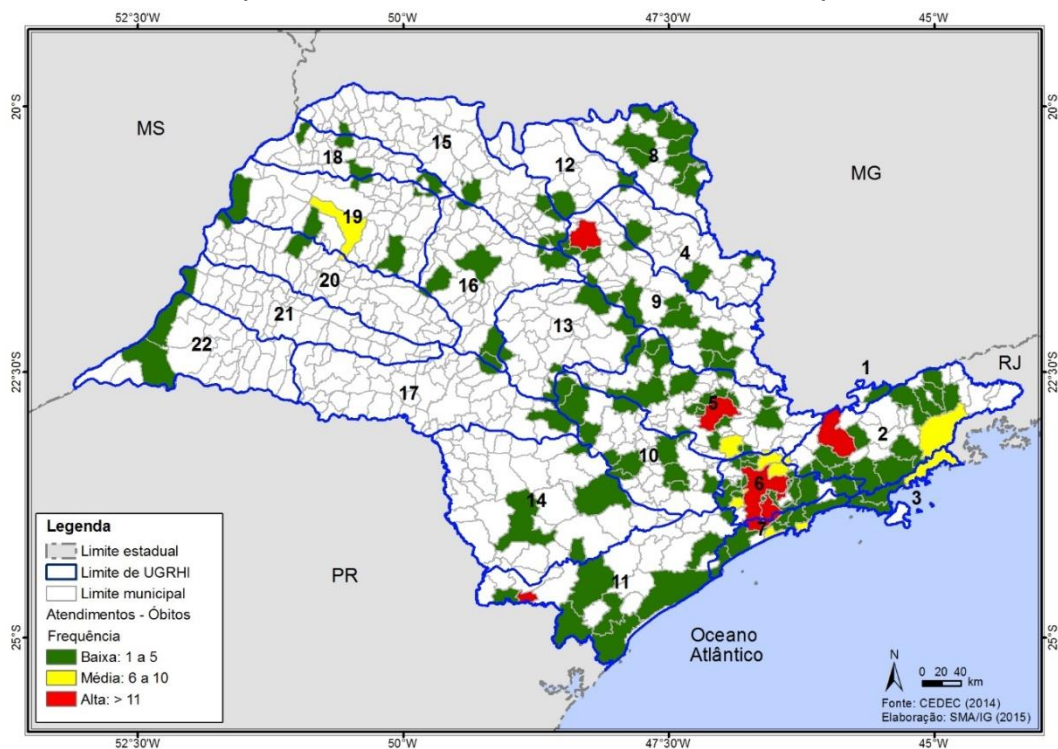 52°30'W
50°W
47°30'W
45°W
20°S
20°S
MS
15
18
12
8
MG
19
4
20
16
9
21
13
22
22°30'S
22°30'S
17
1
RJ
5
2
10
6
3
14
7
11
PR
25°S
25°S
Oceano
Atlântico
Legenda
Limite estadual
Limite de UGRHI
Limite municipal
Atendimentos - Óbitos
Frequência
Baixa: 1 a 5
Média: 6 a 10
Alta: > 11
N
0 20 40
km
Fonte: CEDEC (2014)
Elaboração: SMA/IG (2015)
52°30'W
50°W
47°30'W
45°W